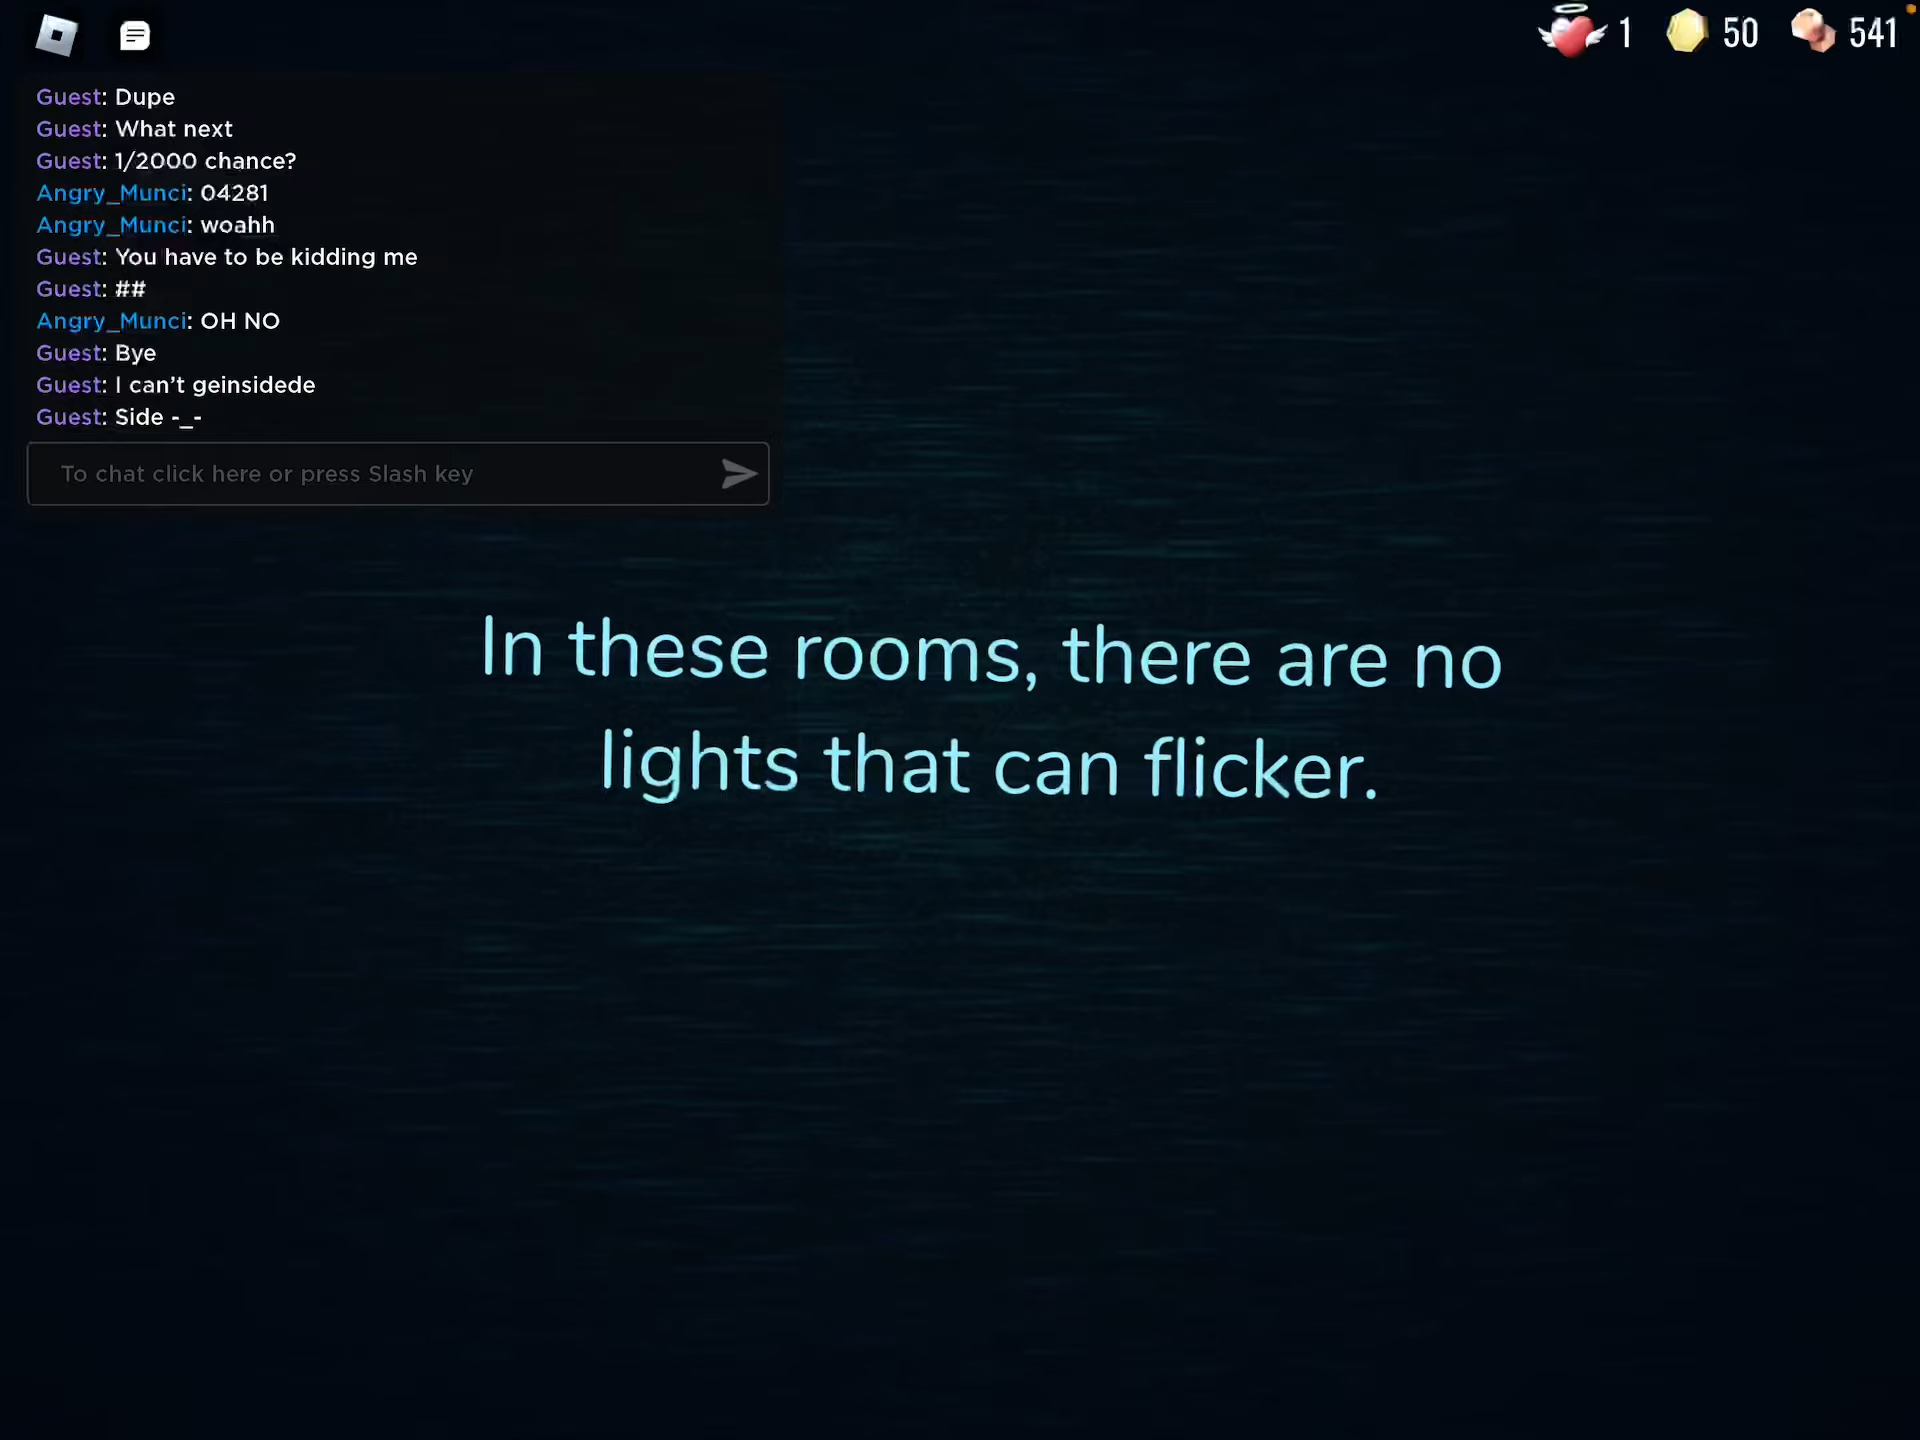 1 50 541
Guest: Dupe
Guest: What next
Guest: 1/2000 chance?
Angry_Munci: 04281
Angry_Munci: woahh
Guest: You have to be kidding me
Guest: ##
Angry_Munci: OH NO
Guest: Bye
Guest: I can't geinsidede
Guest: Side -_-
To chat click here or press Slash key
In these rooms, there are no
lights that can flicker.